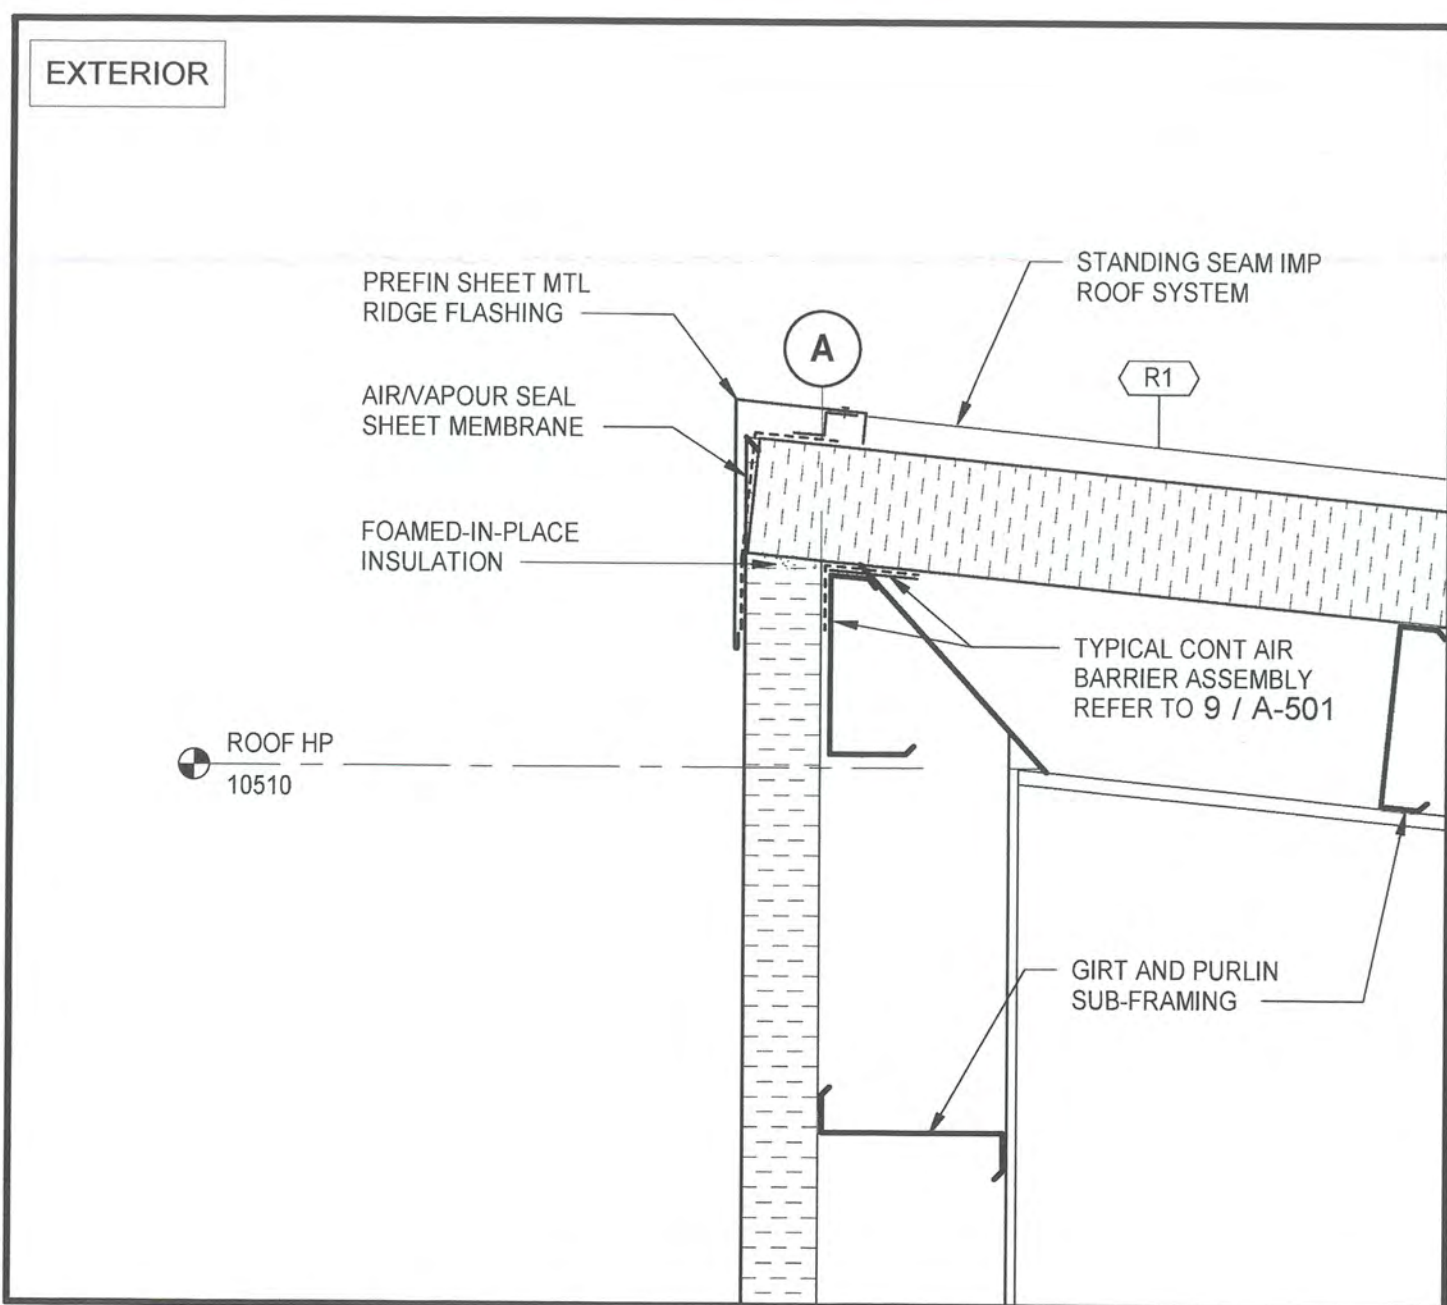 EXTERIOR
STANDING SEAM IMP
ROOF SYSTEM
PREFIN SHEET MTL
RIDGE FLASHING
A
R1
AIR/VAPOUR SEAL
SHEET MEMBRANE
FOAMED-IN-PLACE
INSULATION
TYPICAL CONT AIR
BARRIER ASSEMBLY
REFER TO 9 / A-501
ROOF HP
10510
GIRT AND PURLIN
SUB-FRAMING